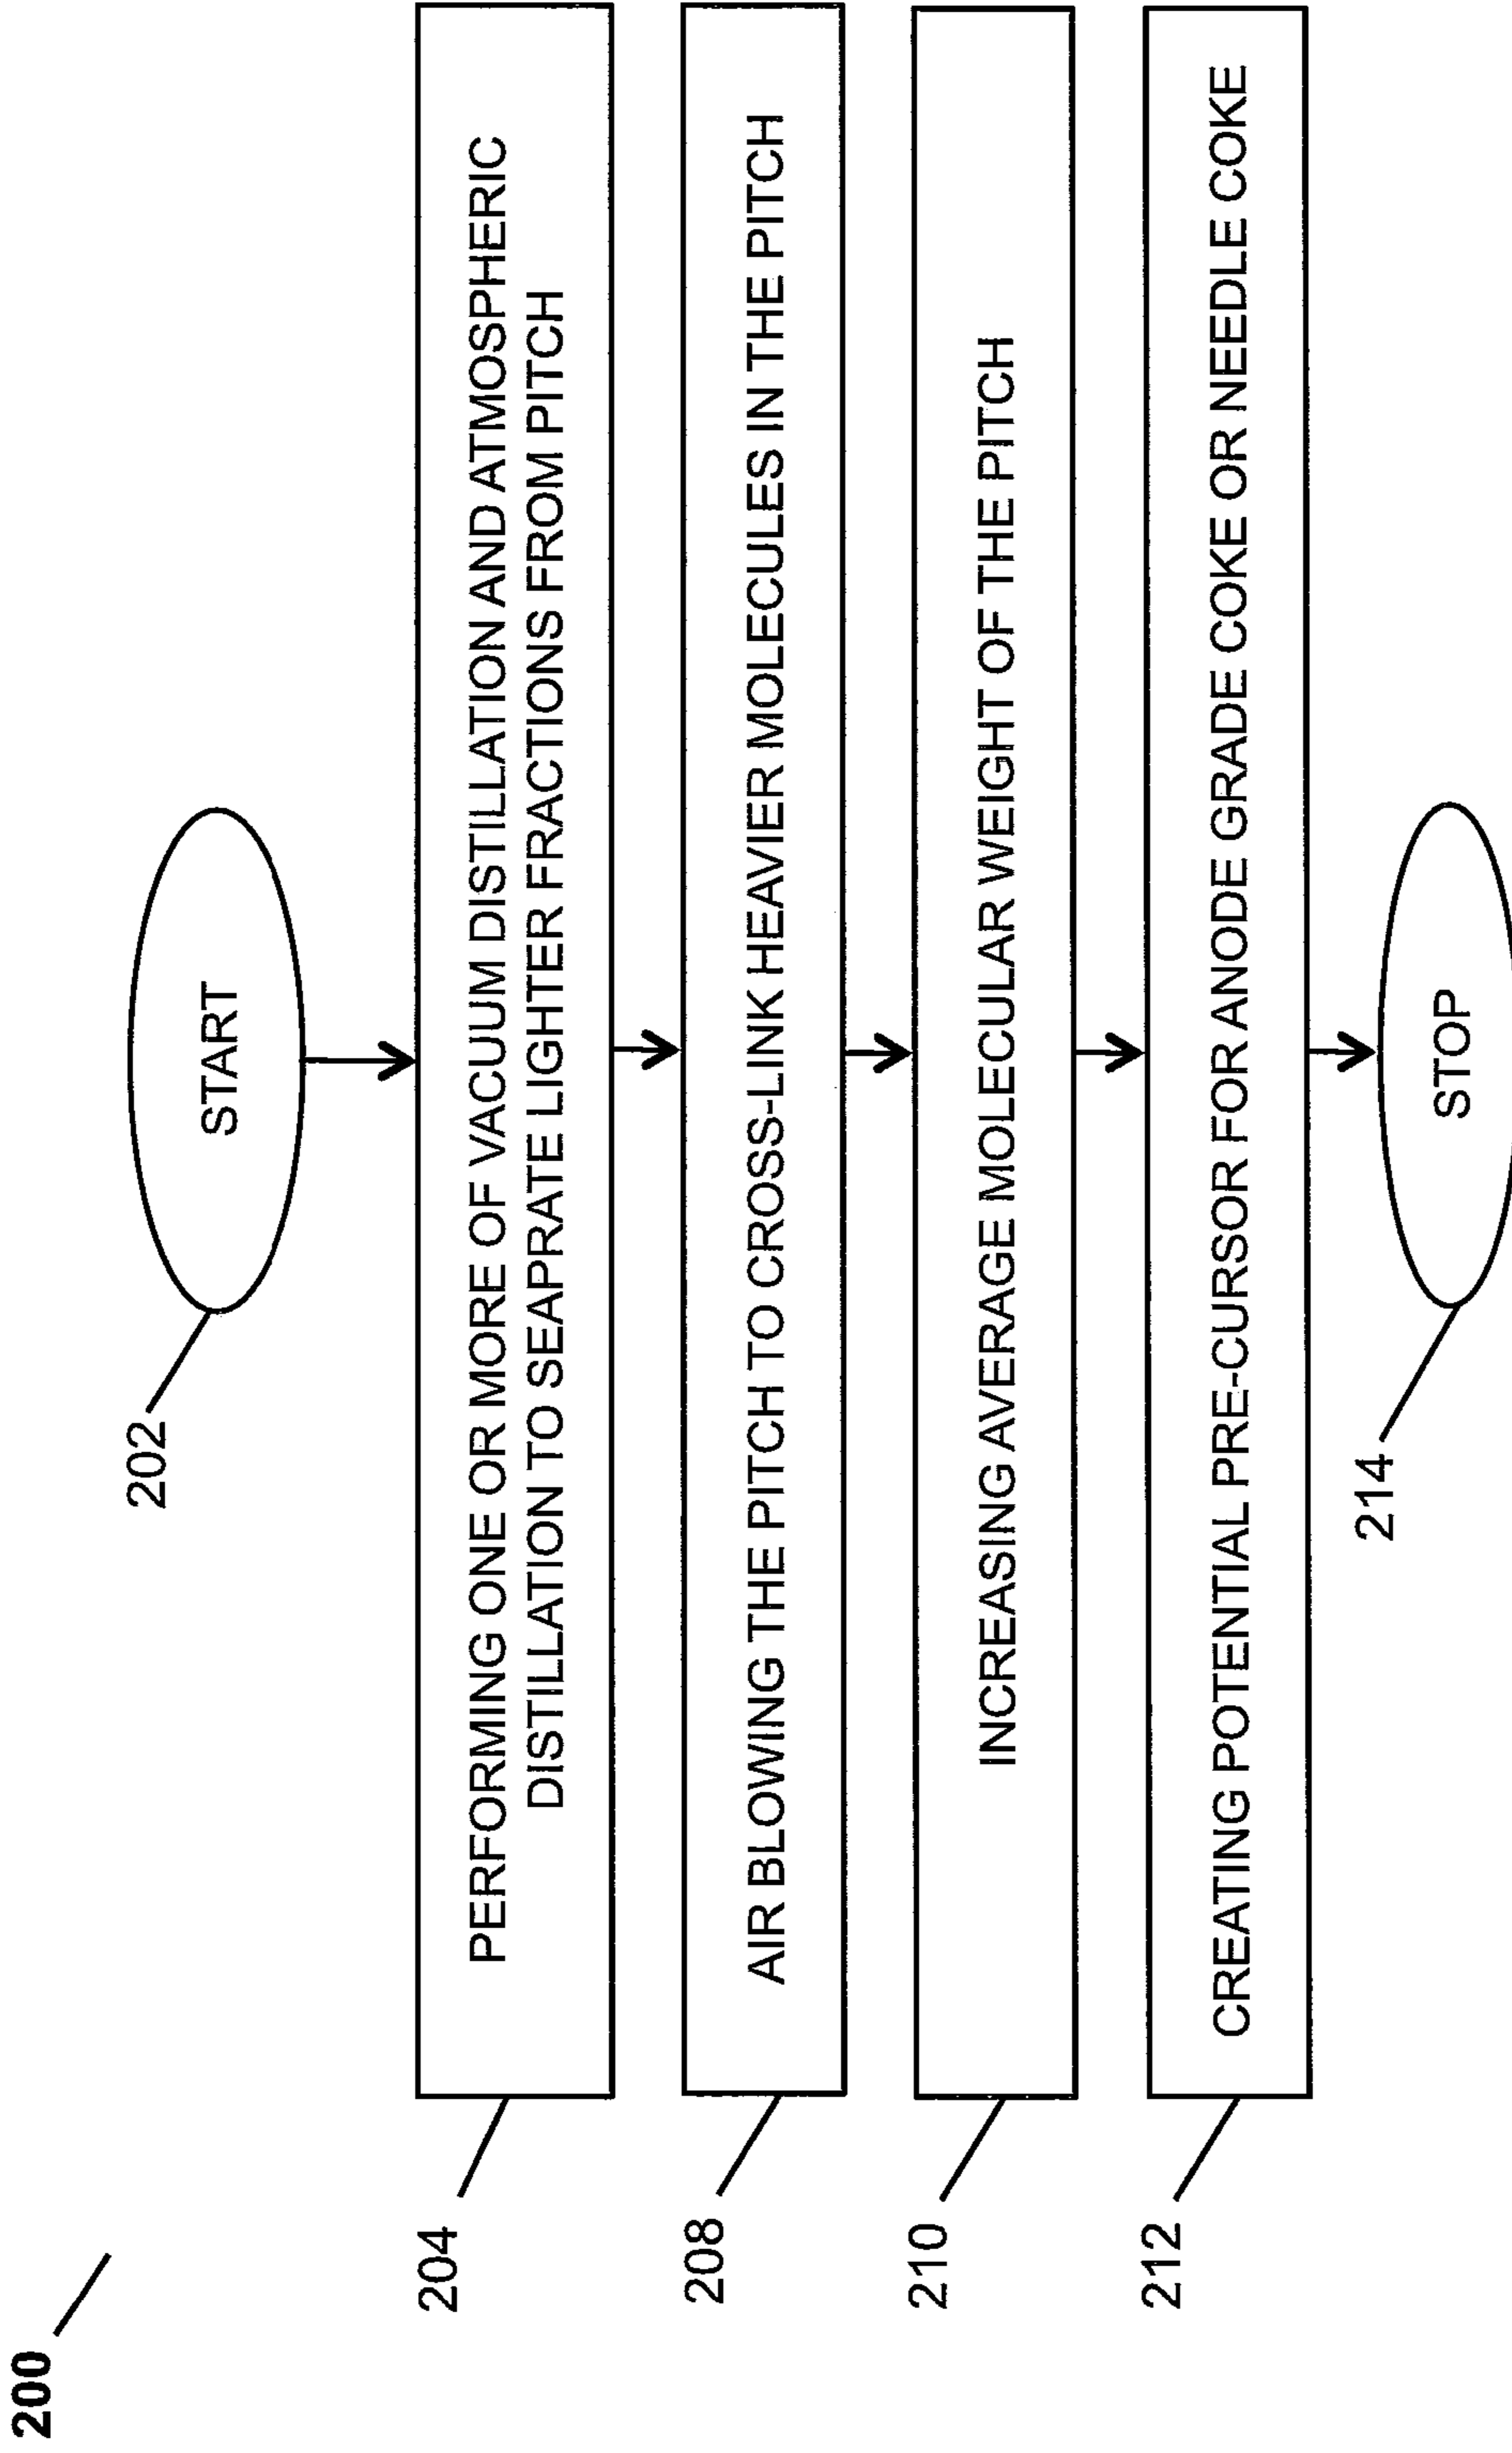 200
202
START
204
PERFORMING ONE OR MORE OF VACUUM DISTILLATION AND ATMOSPHERIC
DISTILLATION TO SEAPRATE LIGHTER FRACTIONS FROM PITCH
208
AIR BLOWING THE PITCH TO CROSS-LINK HEAVIER MOLECULES IN THE PITCH
210
INCREASING AVERAGE MOLECULAR WEIGHT OF THE PITCH
212
CREATING POTENTIAL PRE-CURSOR FOR ANODE GRADE COKE OR NEEDLE COKE
214
STOP